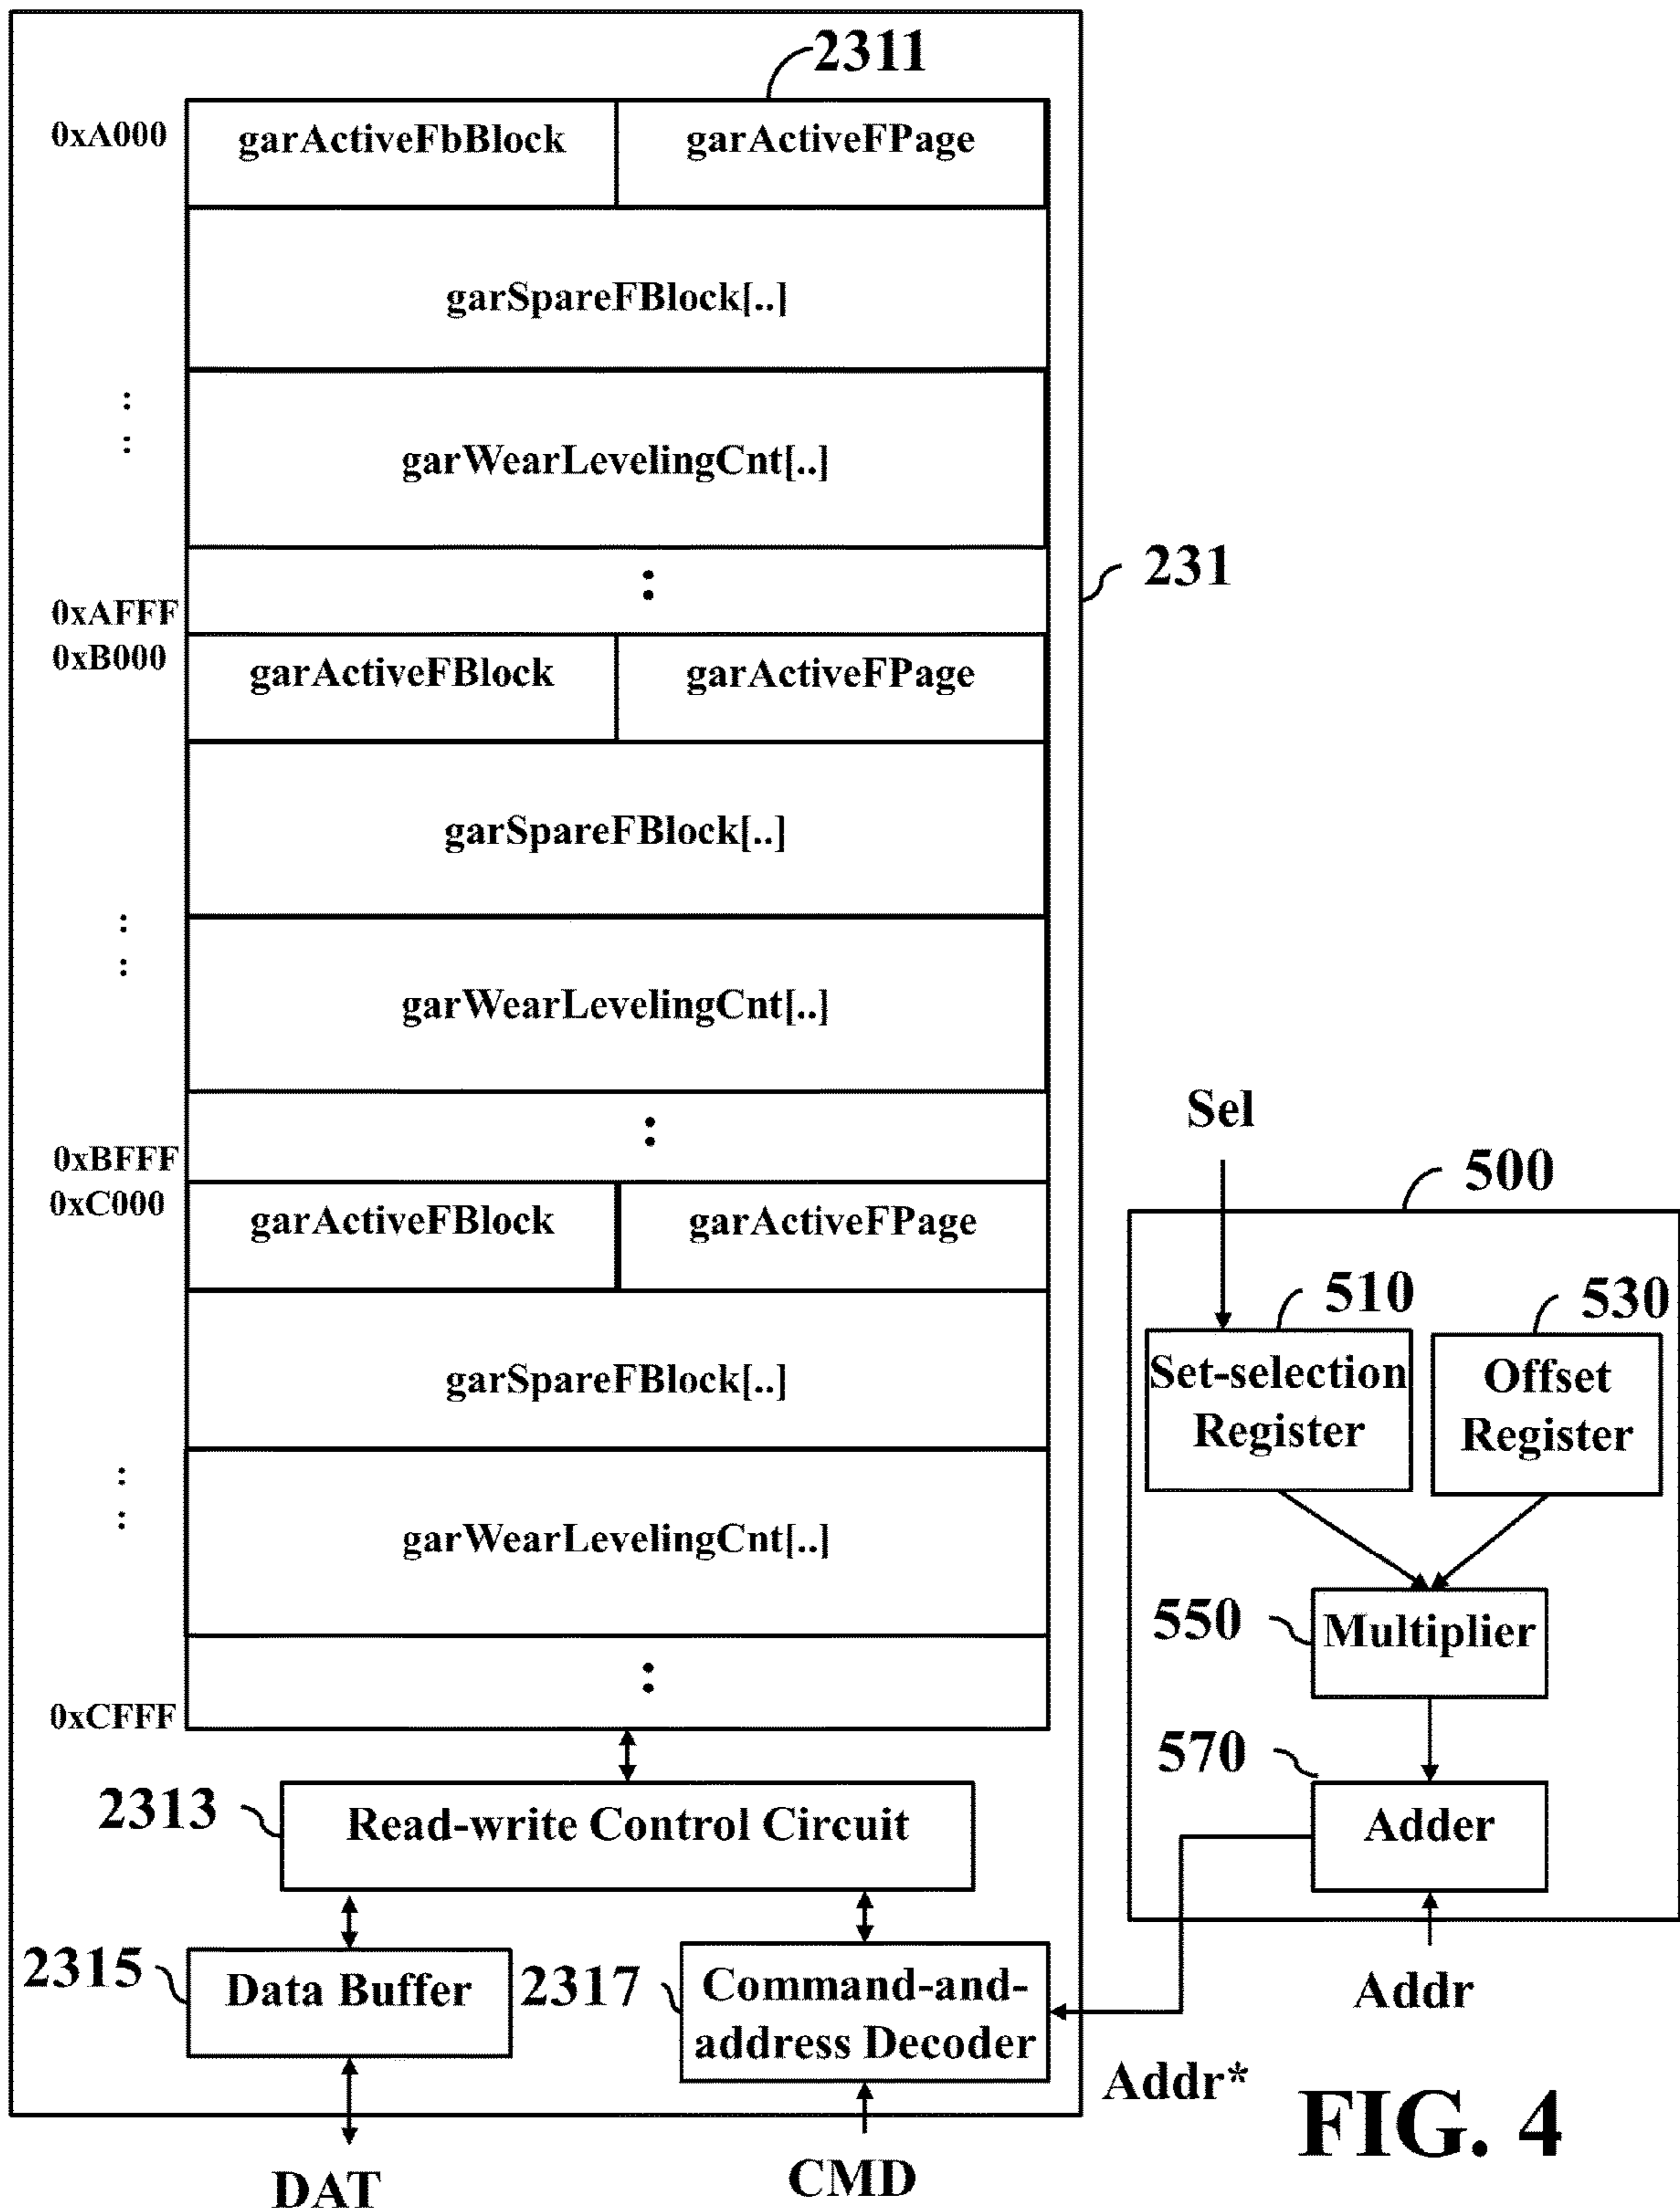 2311
0xA000
garActiveFbBlock
garActiveFPage
garSpareFBlock[..]
:
:
garWearLevelingCnt[..]
:
231
0xAFFF
0xB000
garActiveFBlock
garActiveFPage
garSpareFBlock[..]
:
:
garWearLevelingCnt[..]
:
0xBFFF
0xC000
garActiveFBlock
garActiveFPage
garSpareFBlock[..]
:
:
garWearLevelingCnt[..]
:
0xCFFF
2313
Read-write Control Circuit
2315
Data Buffer
2317
Command-and-
address Decoder
DAT
CMD
Sel
500
510
530
Set-selection
Register
Offset
Register
550
Multiplier
570
Adder
Addr
Addr*
FIG. 4